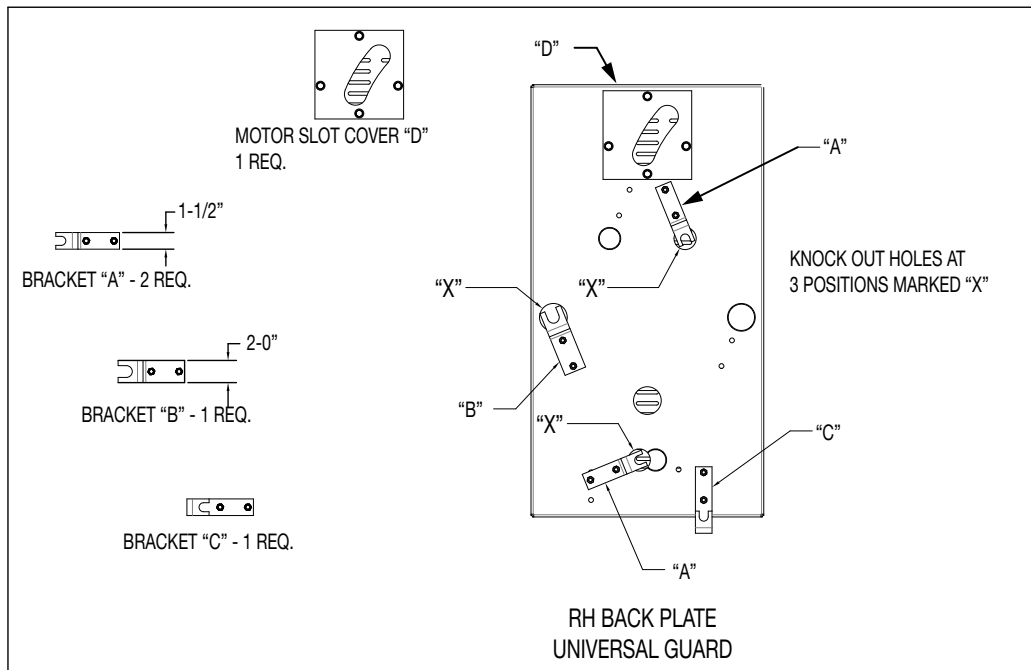 MOTOR SLOT COVER “D”
1 REQ.
1-1/2”
BRACKET “A” - 2 REQ.
2-0”
BRACKET “B” - 1 REQ.
BRACKET “C” - 1 REQ.
“D”
“A”
“X”
KNOCK OUT HOLES AT
3 POSITIONS MARKED “X”
“X”
“B”
“X”
“C”
“A”
RH BACK PLATE
UNIVERSAL GUARD